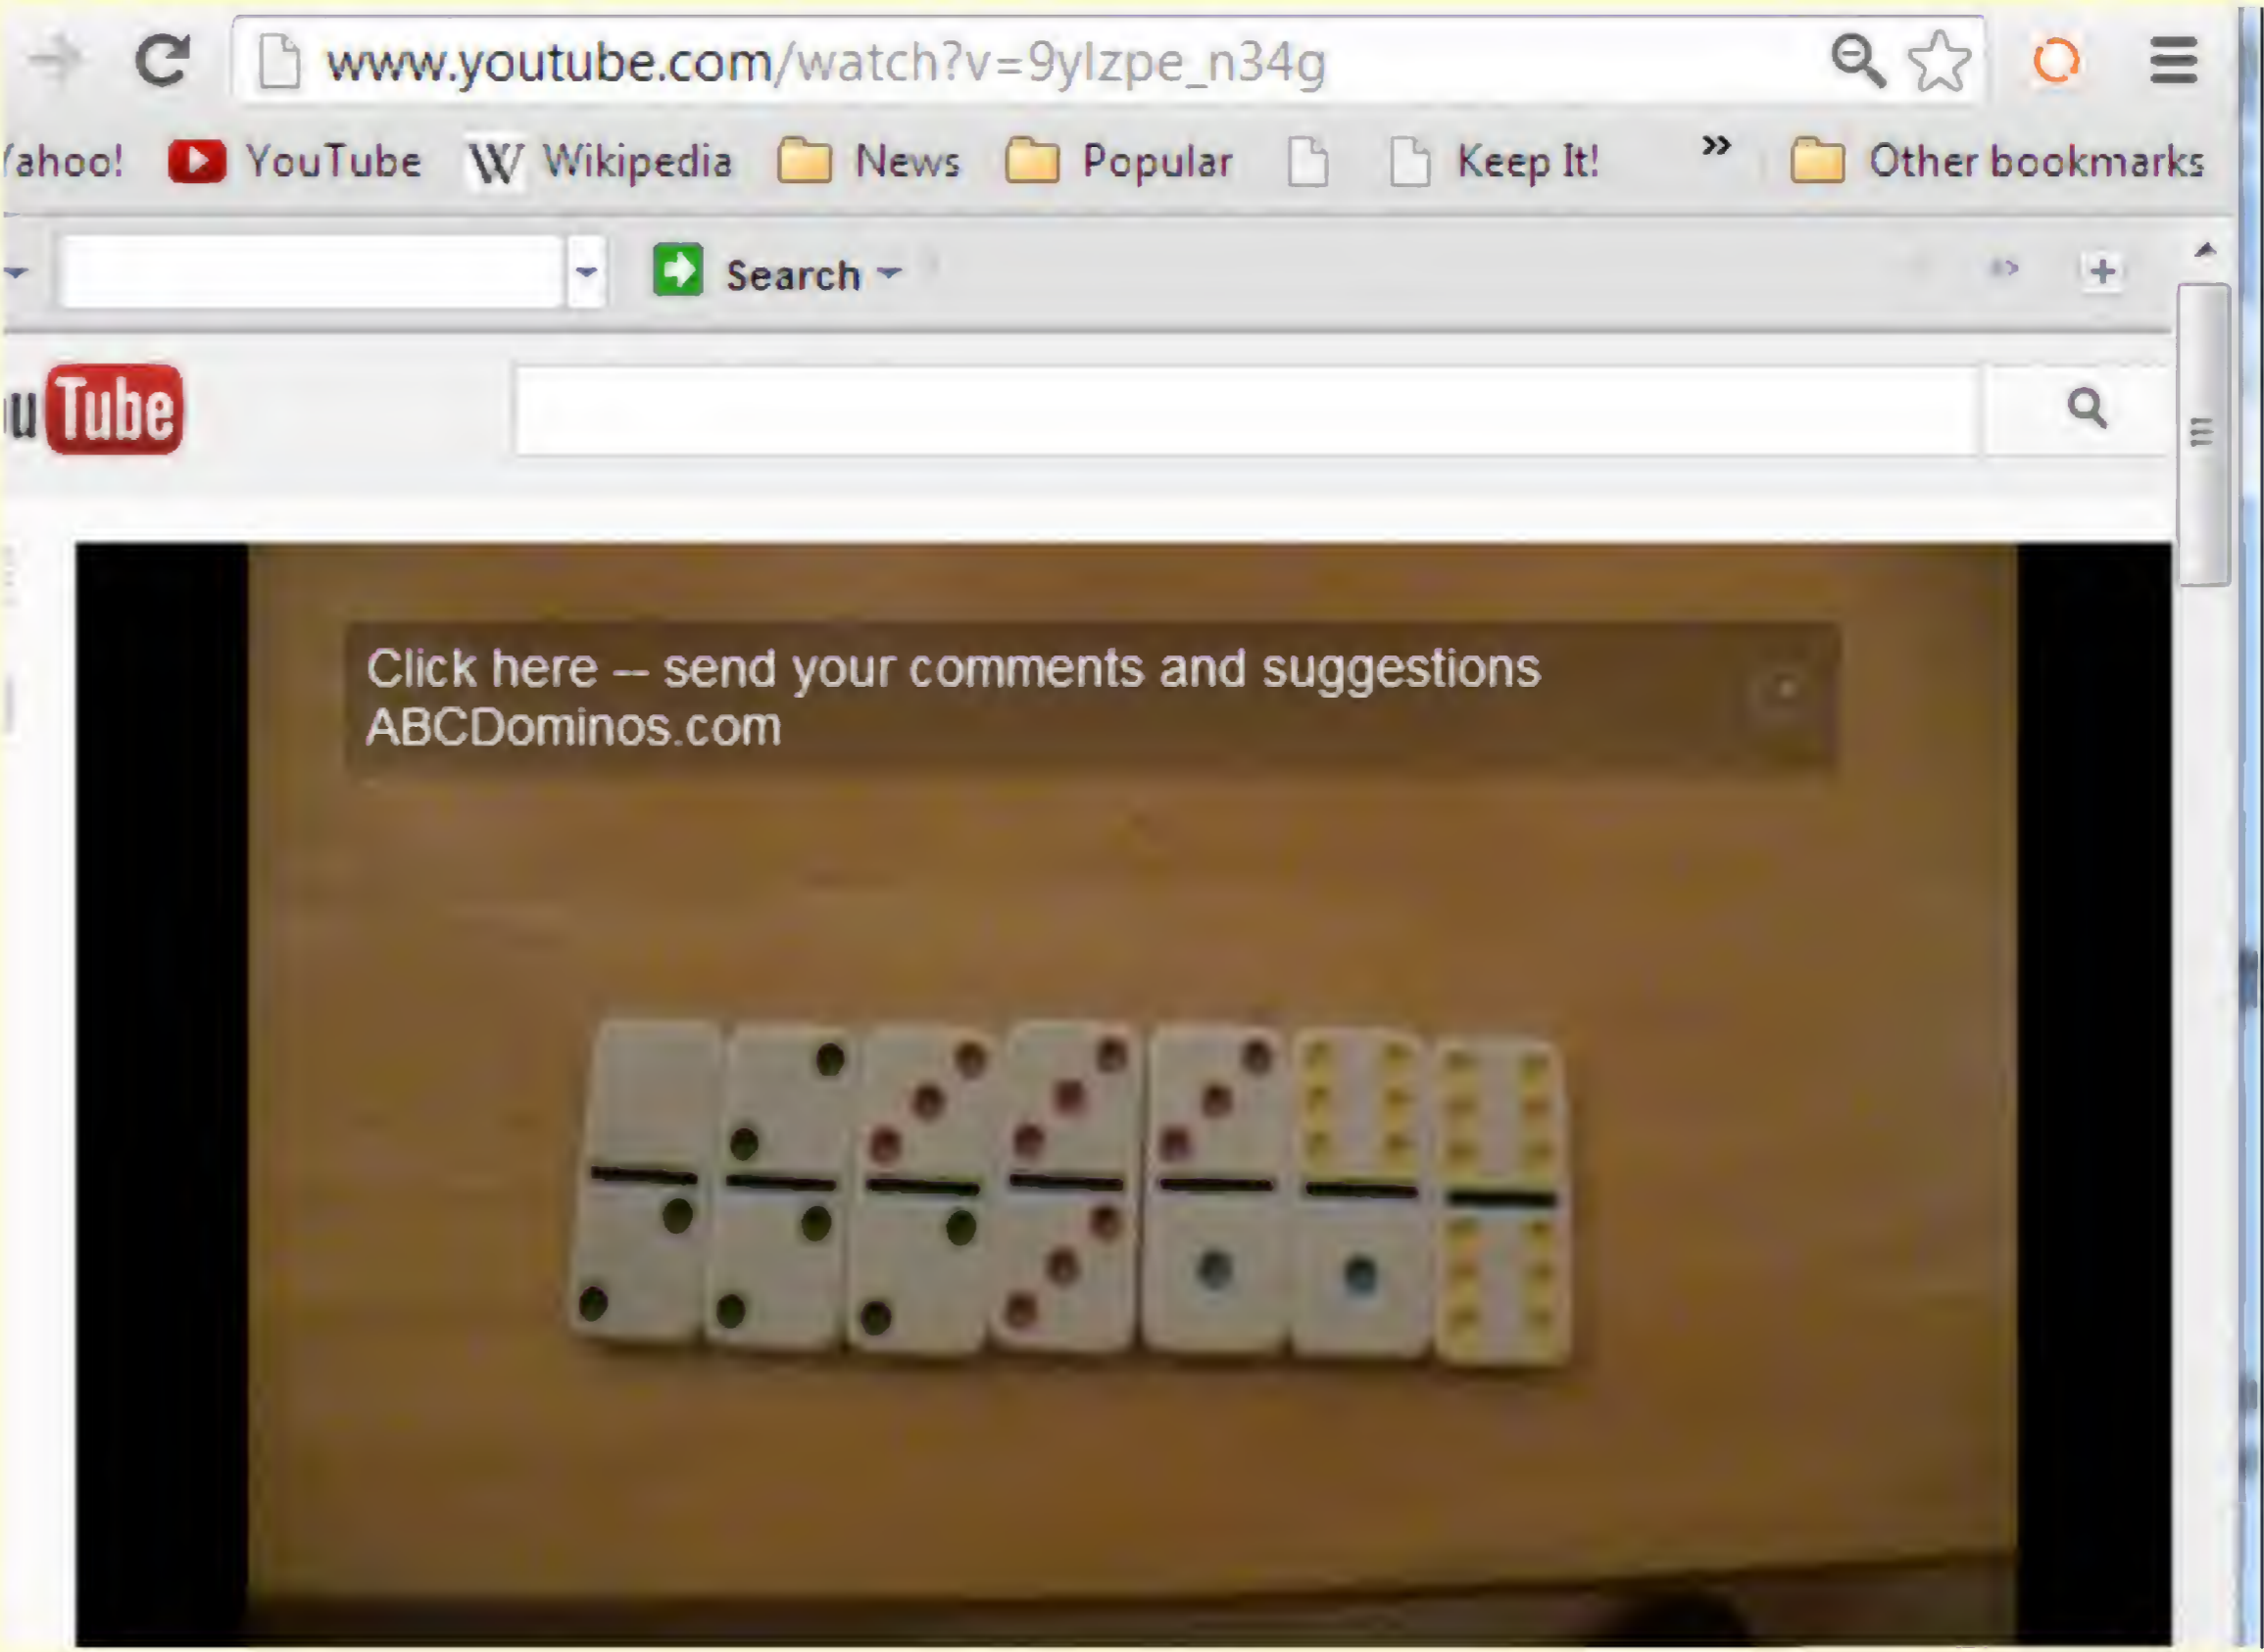 www.youtube.com/watch?v=9ylzpe_n34g
ahoo! YouTube W Wikipedia News Popular Keep It! » Other bookmarks
Search
u Tube
Click here -- send your comments and suggestions
ABCDominos.com